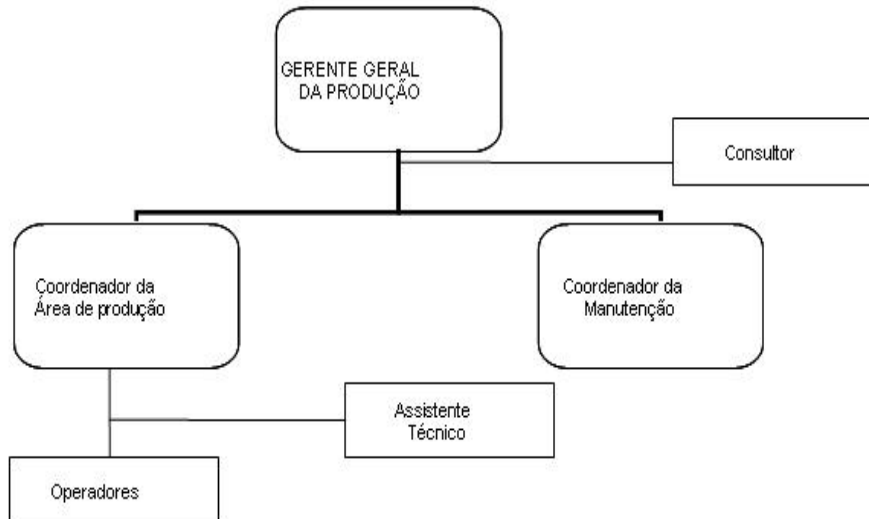 GERENTE GERAL
DA PRODUÇÃO
Consultor
Coordenador da
Área de produção
Coordenador da
Manutenção
Assistente
Técnico
Operadores